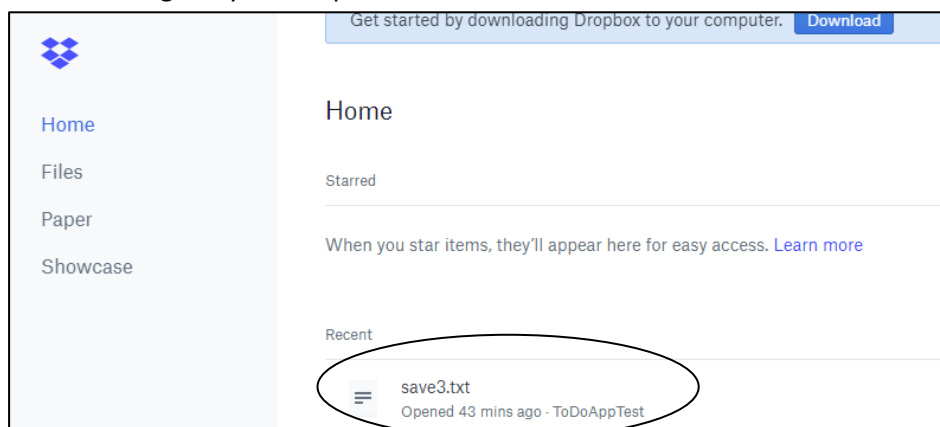 Get started by downloading Dropbox to your computer. Download
Home
Home
Files
Starred
Paper
When you star items, they’ll appear here for easy access. Learn more
Showcase
Recent
save3.txt
Opened 43 mins ago · ToDoAppTest